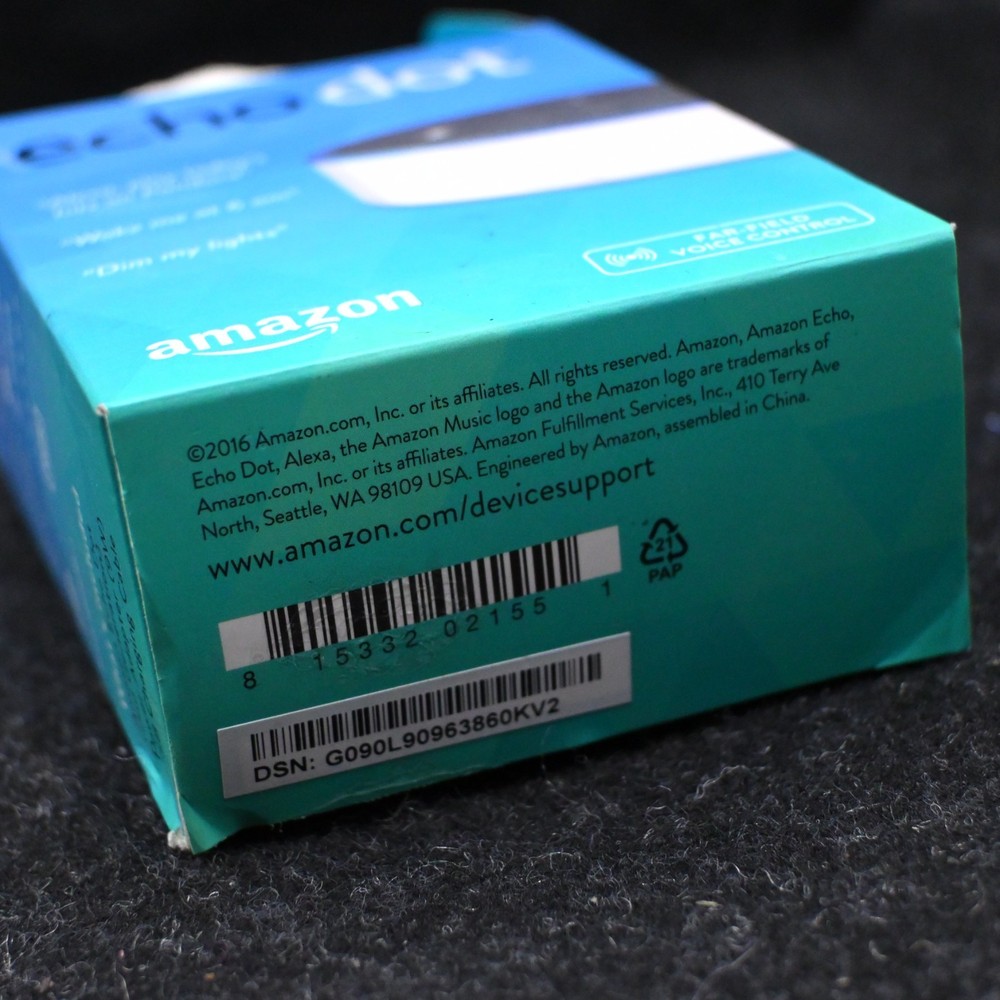 echo dot
"Wake me at 6 am"
"Dim my lights"
amazon
FAR-FIELD
VOICE CONTROL
©2016 Amazon.com, Inc. or its affiliates. All rights reserved. Amazon, Amazon Echo,
Echo Dot, Alexa, the Amazon Music logo and the Amazon logo are trademarks of
Amazon.com, Inc. or its affiliates. Amazon Fulfillment Services, Inc., 410 Terry Ave
North, Seattle, WA 98109 USA. Engineered by Amazon, assembled in China.
www.amazon.com/devicesupport
21
PAP
8 15332 02155 1
DSN: G090L90963860KV2